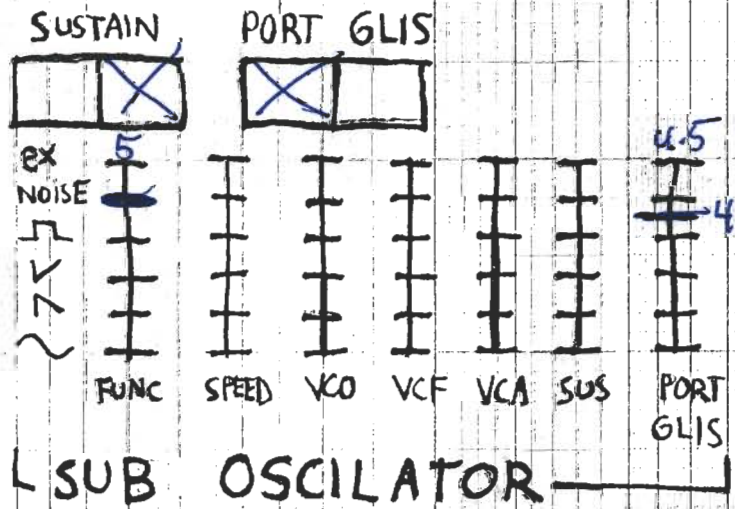 SUSTAIN PORT GLIS
5 4.5
ex
NOISE
4
FUNC SPEED VCO VCF VCA SUS PORT
GLIS
SUB OSCILATOR